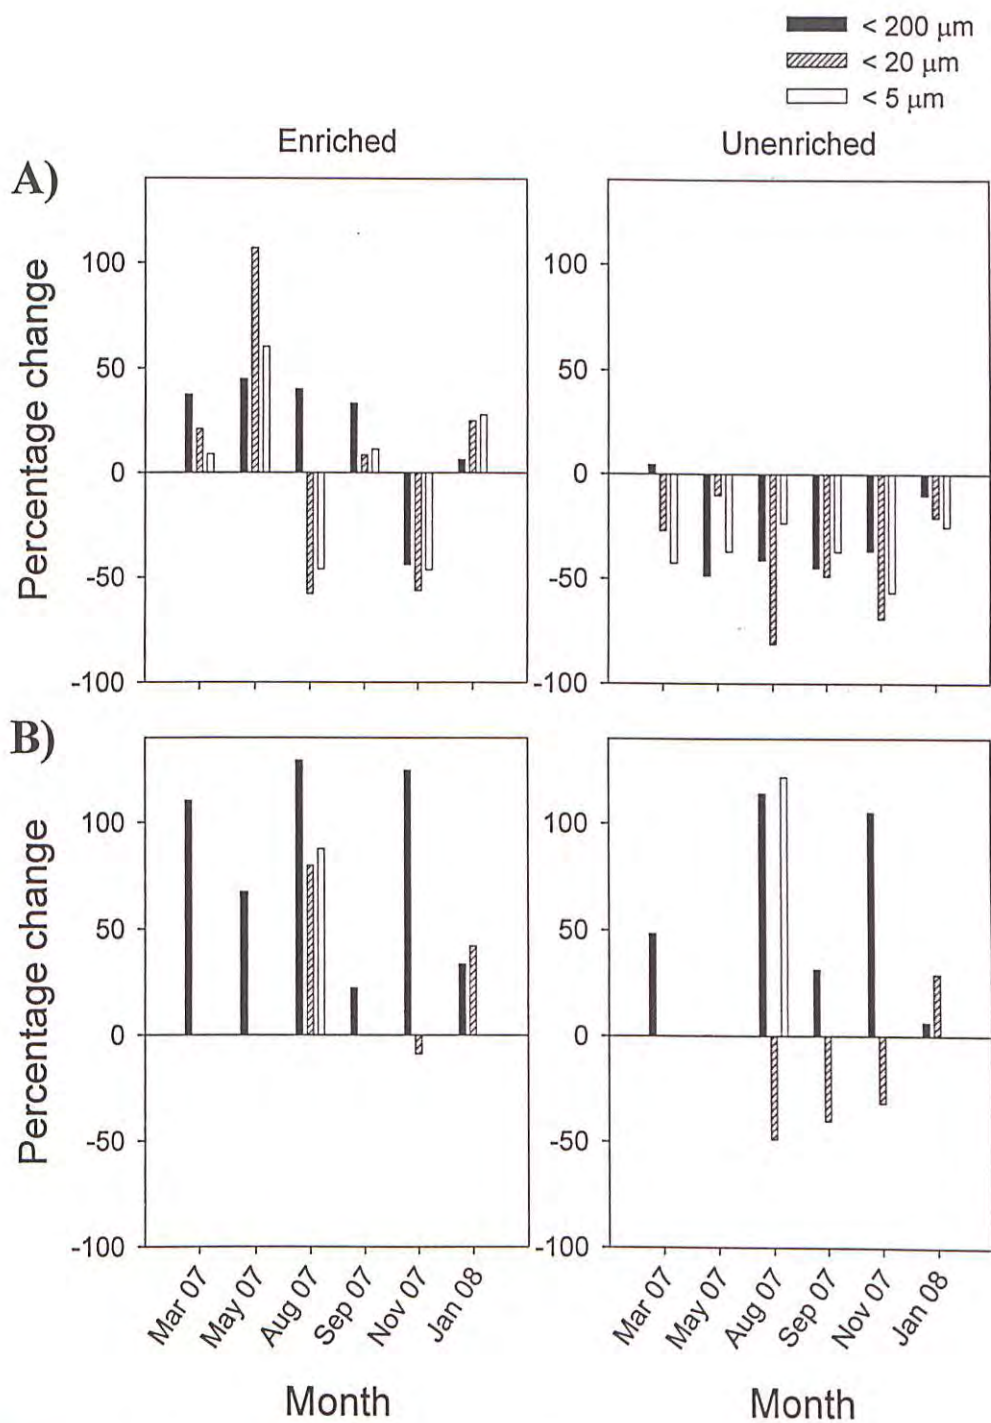 < 200 μm
< 20 μm
< 5 μm
Enriched
Unenriched
A)
Percentage change
100
50
0
-50
-100
100
50
0
-50
-100
B)
Percentage change
100
50
0
-50
-100
100
50
0
-50
-100
Mar 07
May 07
Aug 07
Sep 07
Nov 07
Jan 08
Mar 07
May 07
Aug 07
Sep 07
Nov 07
Jan 08
Month
Month